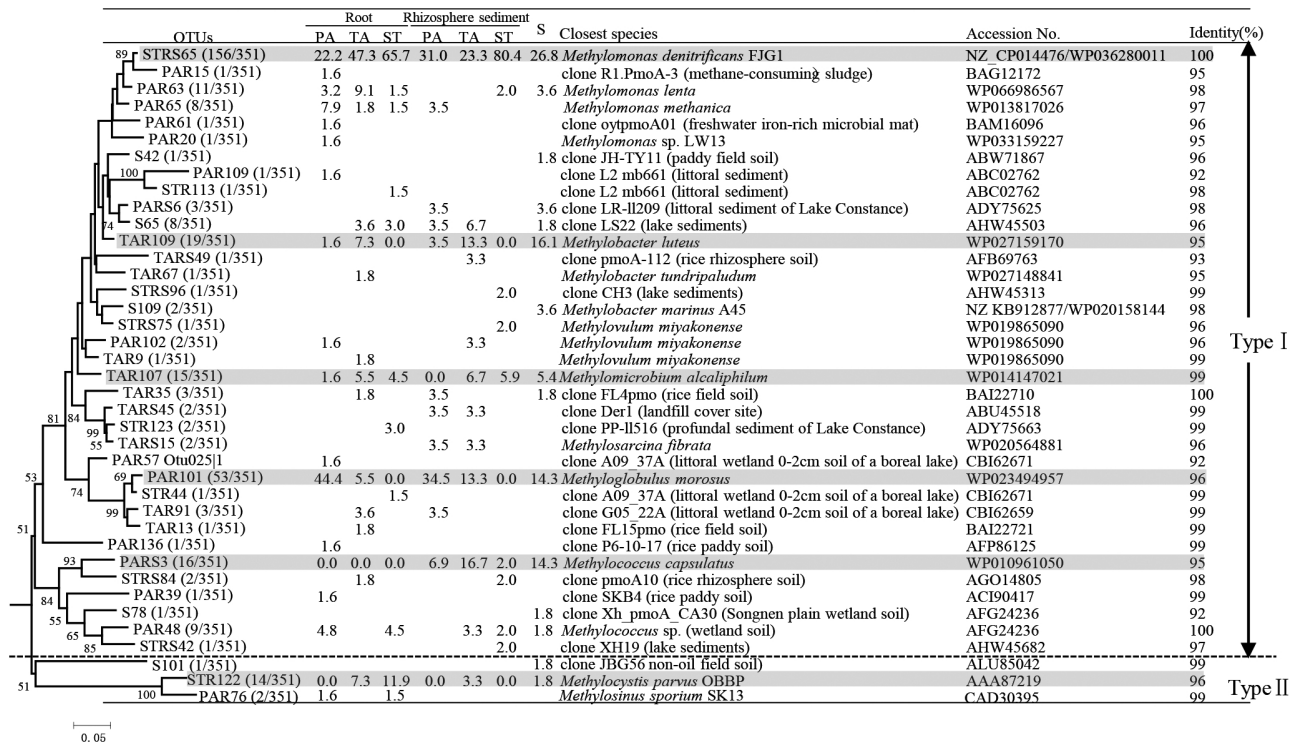 Root Rhizosphere sediment
OTUs PA TA ST PA TA ST S Closest species Accession No. Identity(%)
89 STRS65 (156/351) 22.2 47.3 65.7 31.0 23.3 80.4 26.8 Methylomonas denitrificans FJG1 NZ_CP014476/WP036280011 100
PAR15 (1/351) 1.6 clone R1.PmoA-3 (methane-consuming sludge) BAG12172 95
PAR63 (11/351) 3.2 9.1 1.5 2.0 3.6 Methylomonas lenta WP066986567 98
PAR65 (8/351) 7.9 1.8 1.5 3.5 Methylomonas methanica WP013817026 97
PAR61 (1/351) 1.6 clone oytpmoA01 (freshwater iron-rich microbial mat) BAM16096 96
PAR20 (1/351) 1.6 Methylomonas sp. LW13 WP033159227 95
S42 (1/351) 1.8 clone JH-TY11 (paddy field soil) ABW71867 96
100 PAR109 (1/351) 1.6 clone L2 mb661 (littoral sediment) ABC02762 92
STR113 (1/351) 1.5 clone L2 mb661 (littoral sediment) ABC02762 98
PARS6 (3/351) 3.5 3.6 clone LR-ll209 (littoral sediment of Lake Constance) ADY75625 98
74 S65 (8/351) 3.6 3.0 3.5 6.7 1.8 clone LS22 (lake sediments) AHW45503 96
TAR109 (19/351) 1.6 7.3 0.0 3.5 13.3 0.0 16.1 Methylobacter luteus WP027159170 95
TARS49 (1/351) 3.3 clone pmoA-112 (rice rhizosphere soil) AFB69763 93
TAR67 (1/351) 1.8 Methylobacter tundripaludum WP027148841 95
STRS96 (1/351) 2.0 clone CH3 (lake sediments) AHW45313 99
S109 (2/351) 3.6 Methylobacter marinus A45 NZ KB912877/WP020158144 98
STRS75 (1/351) 2.0 Methylovulum miyakonense WP019865090 96
PAR102 (2/351) 1.6 3.3 Methylovulum miyakonense WP019865090 96
TAR9 (1/351) 1.8 Methylovulum miyakonense WP019865090 99
Type I
TAR107 (15/351) 1.6 5.5 4.5 0.0 6.7 5.9 5.4 Methylomicrobium alcaliphilum WP014147021 99
TAR35 (3/351) 1.8 3.5 1.8 clone FL4pmo (rice field soil) BAI22710 100
81 84 TARS45 (2/351) 3.5 3.3 clone Der1 (landfill cover site) ABU45518 99
99 STR123 (2/351) 3.0 clone PP-ll516 (profundal sediment of Lake Constance) ADY75663 99
55 TARS15 (2/351) 3.5 3.3 Methylosarcina fibrata WP020564881 96
PAR57 Otu025|1 1.6 clone A09_37A (littoral wetland 0-2cm soil of a boreal lake) CBI62671 92
53 69 PAR101 (53/351) 44.4 5.5 0.0 34.5 13.3 0.0 14.3 Methyloglobulus morosus WP023494957 96
74 STR44 (1/351) 1.5 clone A09_37A (littoral wetland 0-2cm soil of a boreal lake) CBI62671 99
99 TAR91 (3/351) 3.6 3.5 clone G05_22A (littoral wetland 0-2cm soil of a boreal lake) CBI62659 99
51 TAR13 (1/351) 1.8 clone FL15pmo (rice field soil) BAI22721 99
PAR136 (1/351) 1.6 clone P6-10-17 (rice paddy soil) AFP86125 99
93 PARS3 (16/351) 0.0 0.0 0.0 6.9 16.7 2.0 14.3 Methylococcus capsulatus WP010961050 95
STRS84 (2/351) 1.8 2.0 clone pmoA10 (rice rhizosphere soil) AGO14805 98
84 PAR39 (1/351) 1.6 clone SKB4 (rice paddy soil) ACI90417 99
55 S78 (1/351) 1.8 clone Xh_pmoA_CA30 (Songnen plain wetland soil) AFG24236 92
65 PAR48 (9/351) 4.8 4.5 3.3 2.0 1.8 Methylococcus sp. (wetland soil) AFG24236 100
85 STRS42 (1/351) 2.0 clone XH19 (lake sediments) AHW45682 97
S101 (1/351) 1.8 clone JBG56 non-oil field soil) ALU85042 99
51 STR122 (14/351) 0.0 7.3 11.9 0.0 3.3 0.0 1.8 Methylocystis parvus OBBP AAA87219 96
Type II
100 PAR76 (2/351) 1.6 1.5 Methylosinus sporium SK13 CAD30395 99
0.05